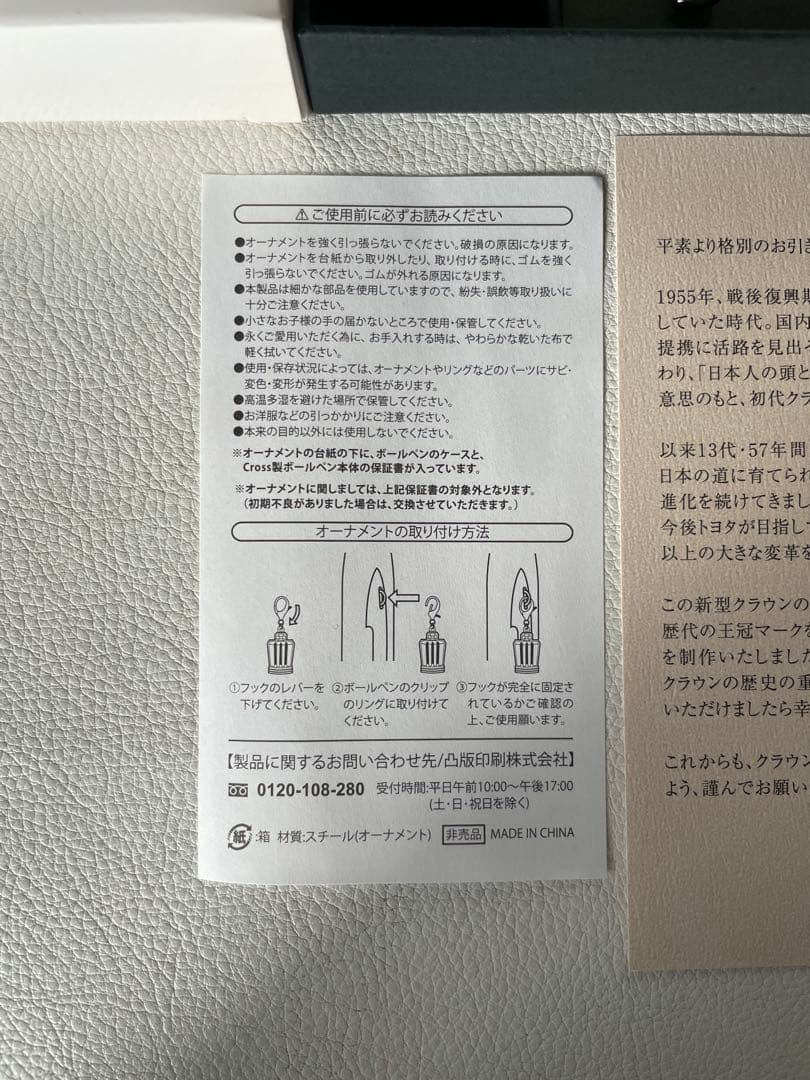 ⚠ご使用前に必ずお読みください
●オーナメントを強く引っ張らないでください。破損の原因になります。
●オーナメントを台紙から取り外したり、取り付ける時に、ゴムを強く
引っ張らないでください。ゴムが外れる原因になります。
●本製品は細かな部品を使用していますので、紛失・誤飲等取り扱いに
十分ご注意ください。
●小さなお子様の手の届かないところで使用・保管してください。
●永くご愛用いただく為に、お手入れする時は、やわらかな乾いた布で
軽く拭いてください。
●使用・保存状況によっては、オーナメントやリングなどのパーツにサビ・
変色・変形が発生する可能性があります。
●高温多湿を避けた場所で保管してください。
●お洋服などの引っかかりにご注意ください。
●本来の目的以外には使用しないでください。
※オーナメントの台紙の下に、ボールペンのケースと、
Cross製ボールペン本体の保証書が入っています。
※オーナメントに関しましては、上記保証書の対象外となります。
（初期不良がありました場合は、交換させていただきます。）
オーナメントの取り付け方法
①フックのレバーを
下げてください。
②ボールペンのクリップ
のリングに取り付けて
ください。
③フックが完全に固定さ
れているかご確認の
上、ご使用願います。
【製品に関するお問い合わせ先/凸版印刷株式会社】
0120-108-280 受付時間:平日午前10:00〜午後17:00
(土・日・祝日を除く)
紙:箱 材質:スチール(オーナメント) 非売品 MADE IN CHINA
平素より格別のお引き
1955年、戦後復興期
していた時代。国内
提携に活路を見出そ
わり、「日本人の頭と
意思のもと、初代クラ
以来13代・57年間
日本の道に育てられ
進化を続けてきまし
今後トヨタが目指し
以上の大きな変革を
この新型クラウンの
歴代の王冠マークを
を制作いたしました
クラウンの歴史の重
いただけましたら幸
これからも、クラウン
よう、謹んでお願い